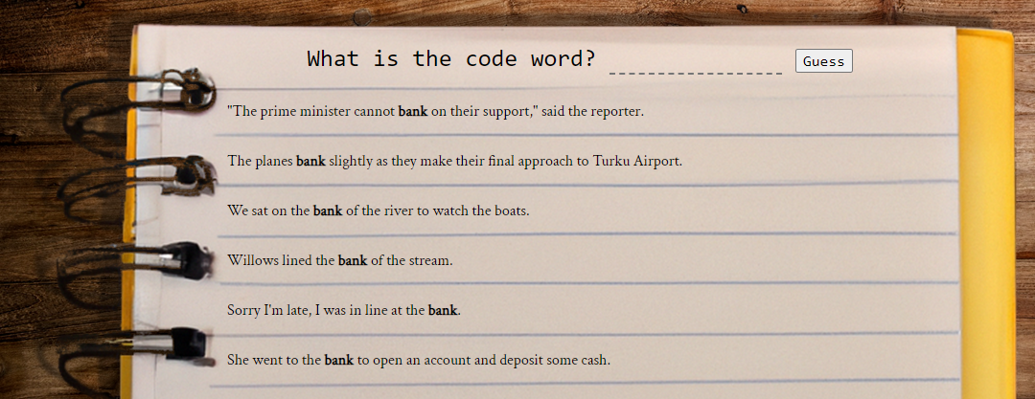 What is the code word? Guess
"The prime minister cannot bank on their support," said the reporter.
The planes bank slightly as they make their final approach to Turku Airport.
We sat on the bank of the river to watch the boats.
Willows lined the bank of the stream.
Sorry I'm late, I was in line at the bank.
She went to the bank to open an account and deposit some cash.